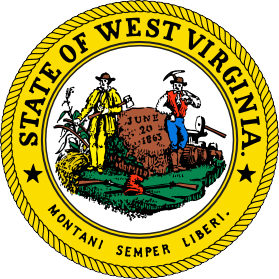 STATE OF WEST VIRGINIA.
JUNE
20
1863
MONTANI SEMPER LIBERI.